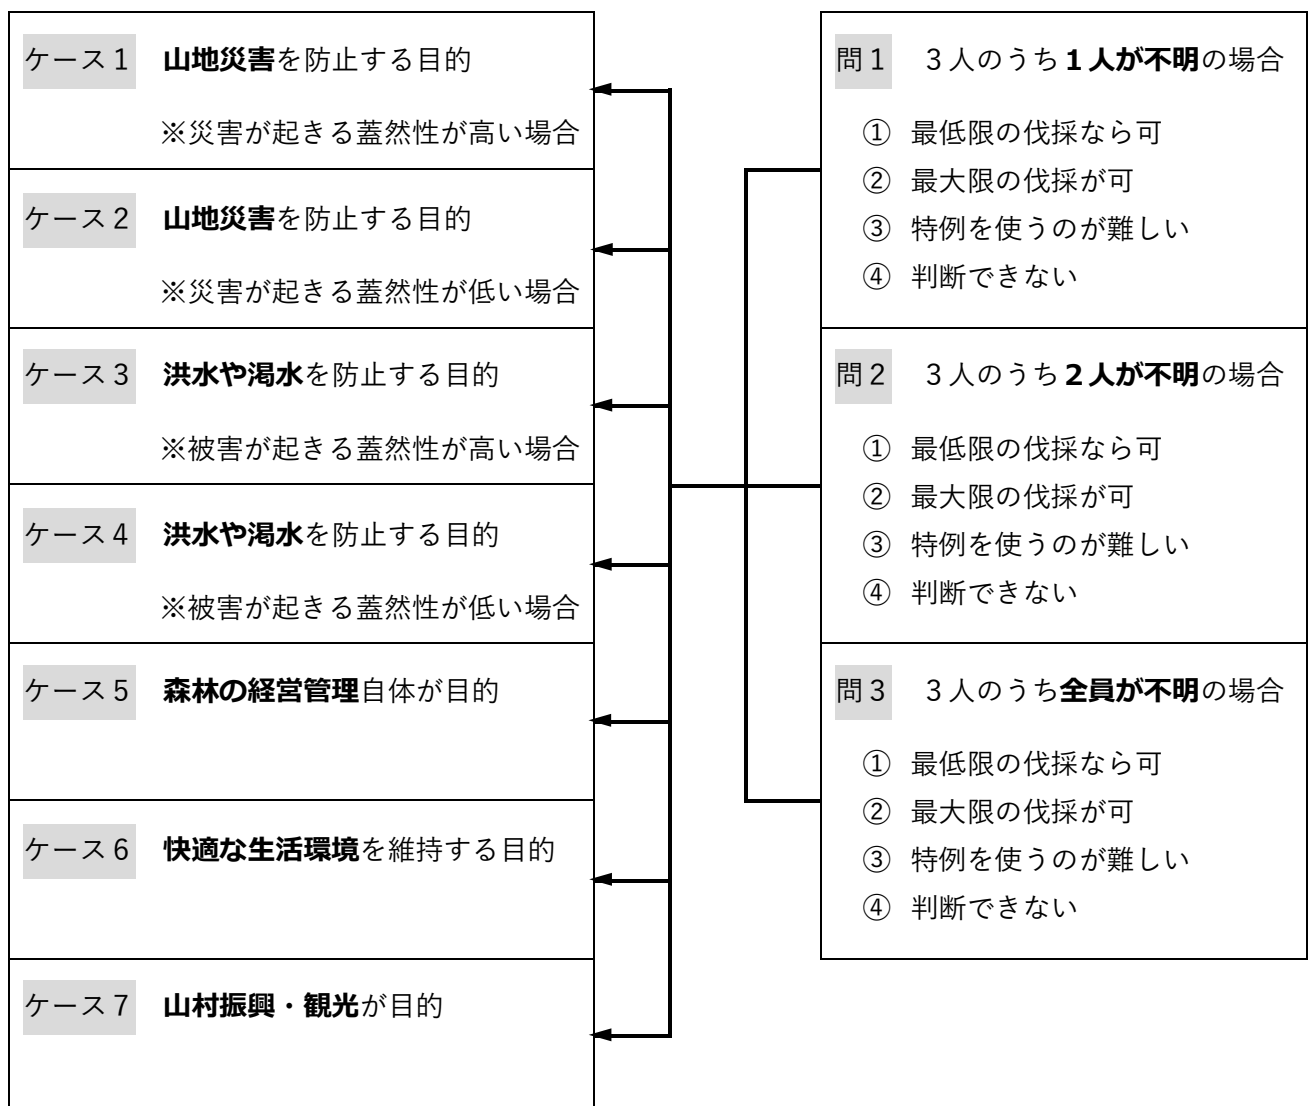 ケース１ 山地災害を防止する目的
※災害が起きる蓋然性が高い場合
ケース２ 山地災害を防止する目的
※災害が起きる蓋然性が低い場合
ケース３ 洪水や渇水を防止する目的
※被害が起きる蓋然性が高い場合
ケース４ 洪水や渇水を防止する目的
※被害が起きる蓋然性が低い場合
ケース５ 森林の経営管理自体が目的
ケース６ 快適な生活環境を維持する目的
ケース７ 山村振興・観光が目的
問１ ３人のうち１人が不明の場合
① 最低限の伐採なら可
② 最大限の伐採が可
③ 特例を使うのが難しい
④ 判断できない
問２ ３人のうち２人が不明の場合
① 最低限の伐採なら可
② 最大限の伐採が可
③ 特例を使うのが難しい
④ 判断できない
問３ ３人のうち全員が不明の場合
① 最低限の伐採なら可
② 最大限の伐採が可
③ 特例を使うのが難しい
④ 判断できない